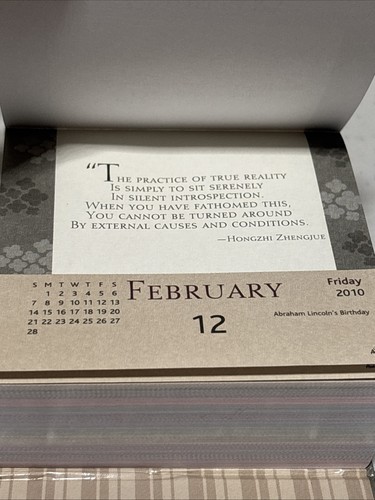 "The practice of true reality
Is simply to sit serenely
In silent introspection.
When you have fathomed this,
You cannot be turned around
By external causes and conditions.
—Hongzhi Zhengjue
S M T W T F S
1 2 3 4 5 6
7 8 9 10 11 12 13
14 15 16 17 18 19 20
21 22 23 24 25 26 27
28
February
12
Friday
2010
Abraham Lincoln's Birthday